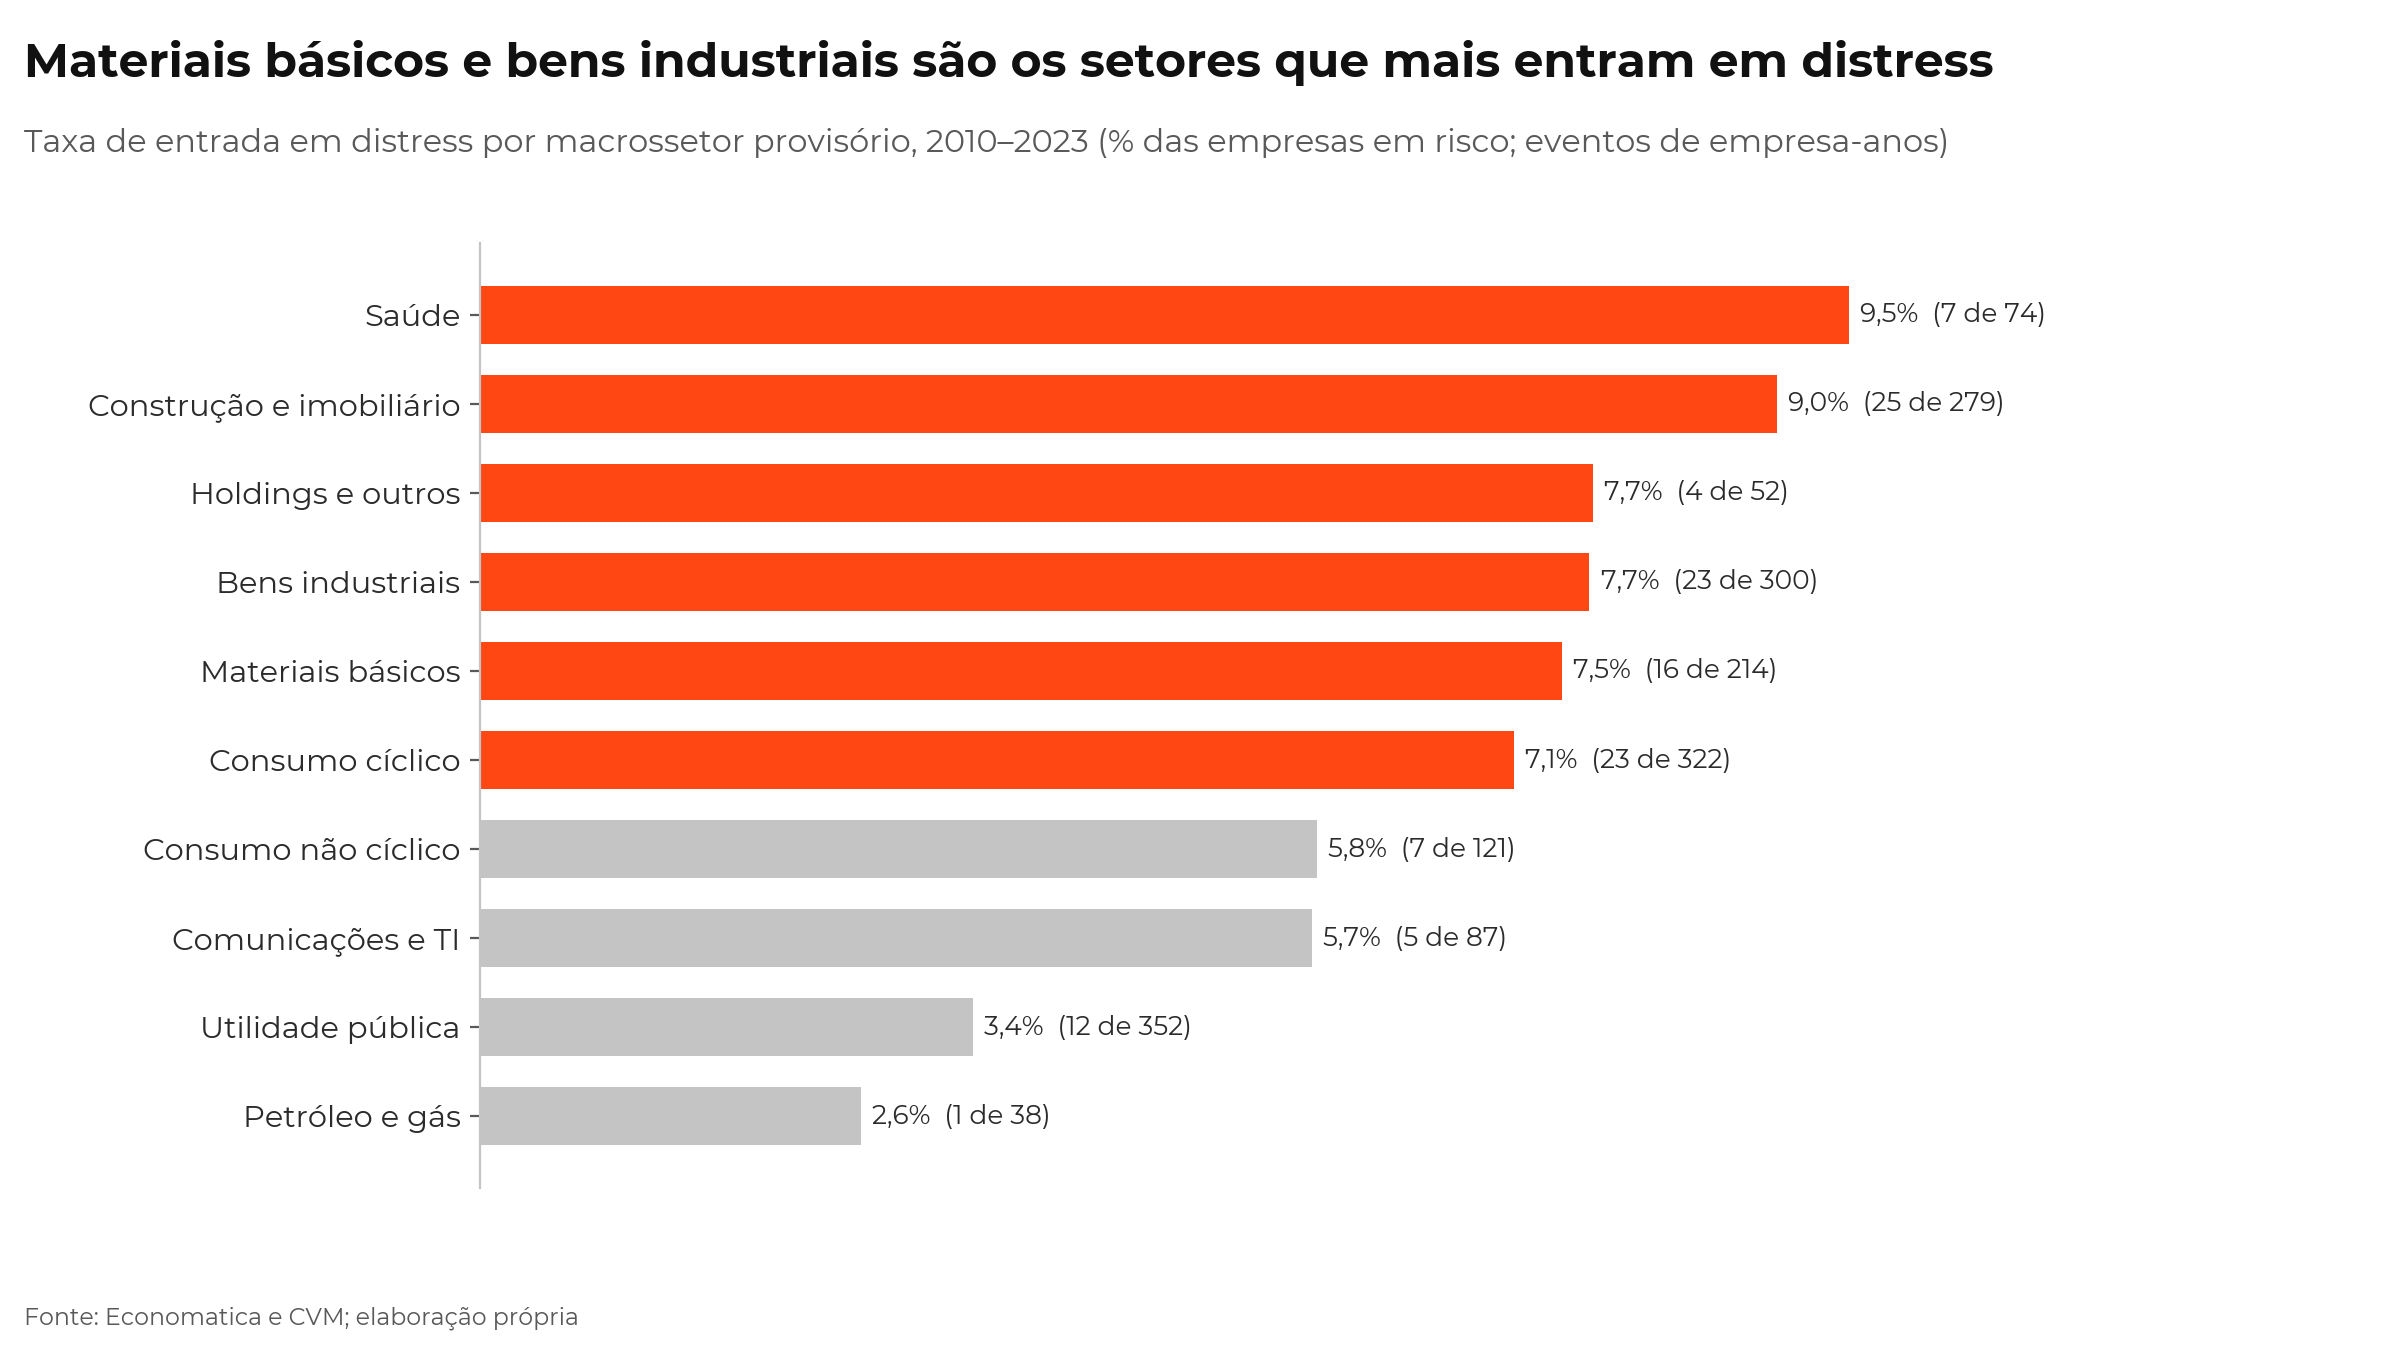 Materiais básicos e bens industriais são os setores que mais entram em distress
Taxa de entrada em distress por macrossetor provisório, 2010–2023 (% das empresas em risco; eventos de empresa-anos)
Saúde 9,5% (7 de 74)
Construção e imobiliário 9,0% (25 de 279)
Holdings e outros 7,7% (4 de 52)
Bens industriais 7,7% (23 de 300)
Materiais básicos 7,5% (16 de 214)
Consumo cíclico 7,1% (23 de 322)
Consumo não cíclico 5,8% (7 de 121)
Comunicações e TI 5,7% (5 de 87)
Utilidade pública 3,4% (12 de 352)
Petróleo e gás 2,6% (1 de 38)
Fonte: Economatica e CVM; elaboração própria